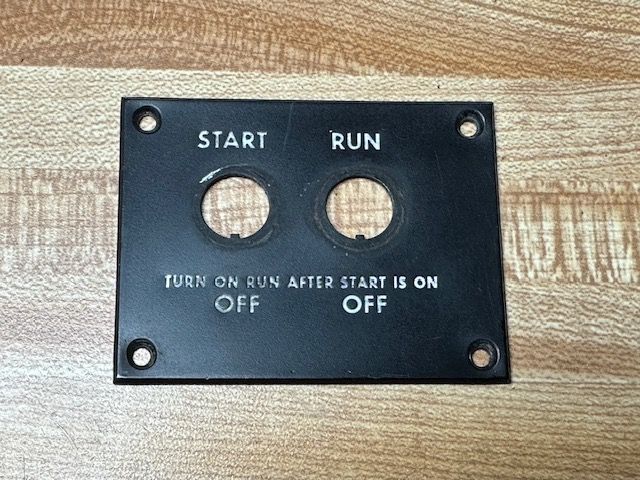 START RUN
TURN ON RUN AFTER START IS ON
OFF OFF